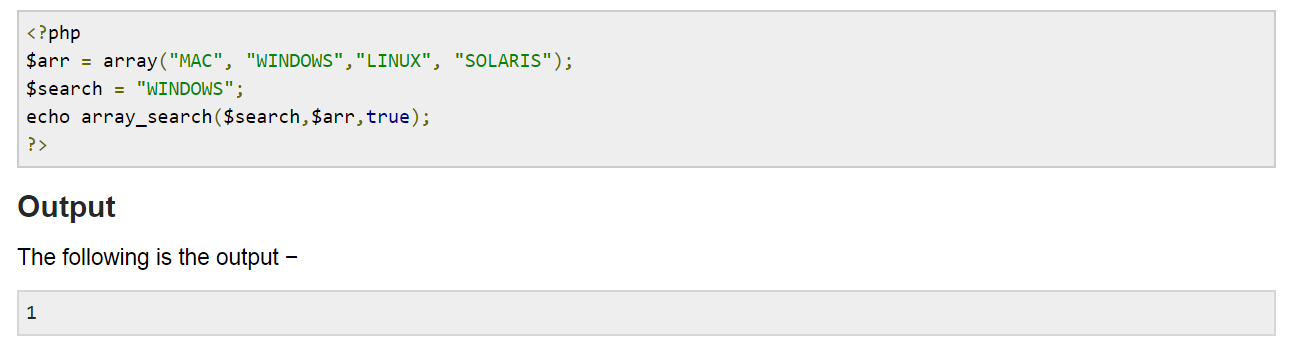 <?php
$arr = array("MAC", "WINDOWS","LINUX", "SOLARIS");
$search = "WINDOWS";
echo array_search($search,$arr,true);
?>
Output
The following is the output −
1